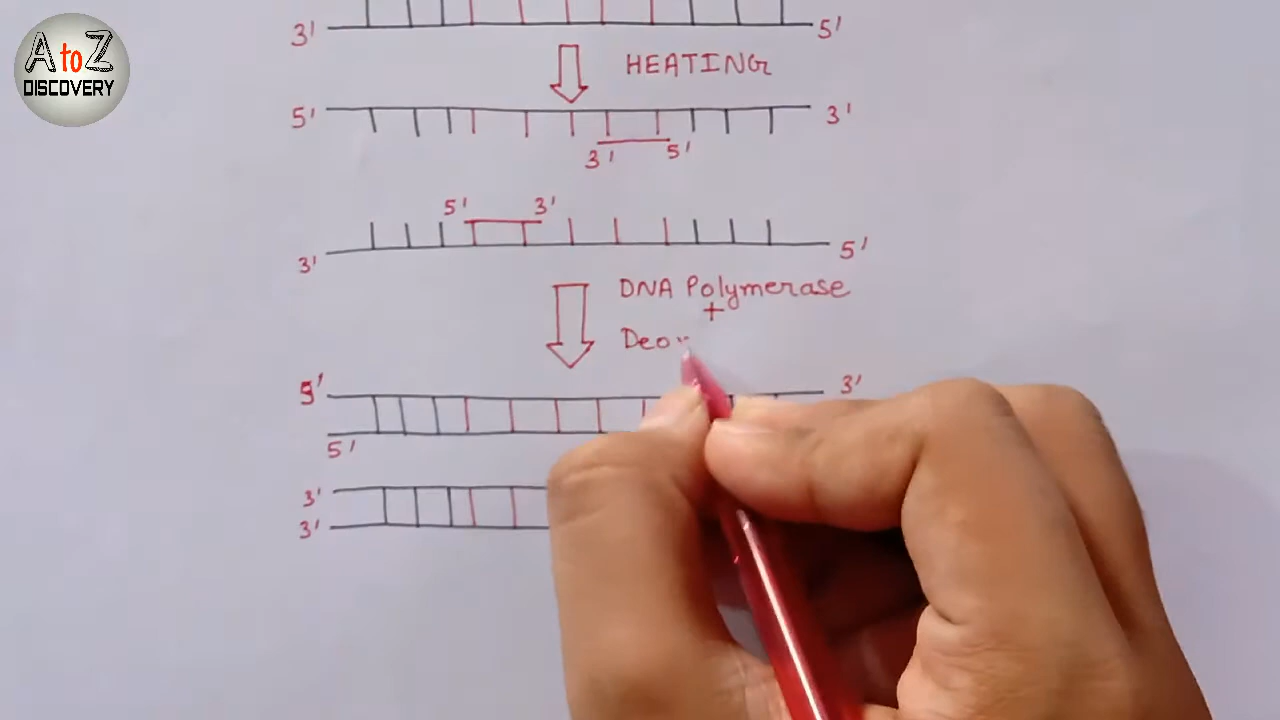 A to Z
DISCOVERY
3' 5'
HEATING
5' 3'
3' 5'
5' 3'
3' 5'
DNA Polymerase
+
Deo
5' 3'
5'
3'
3'